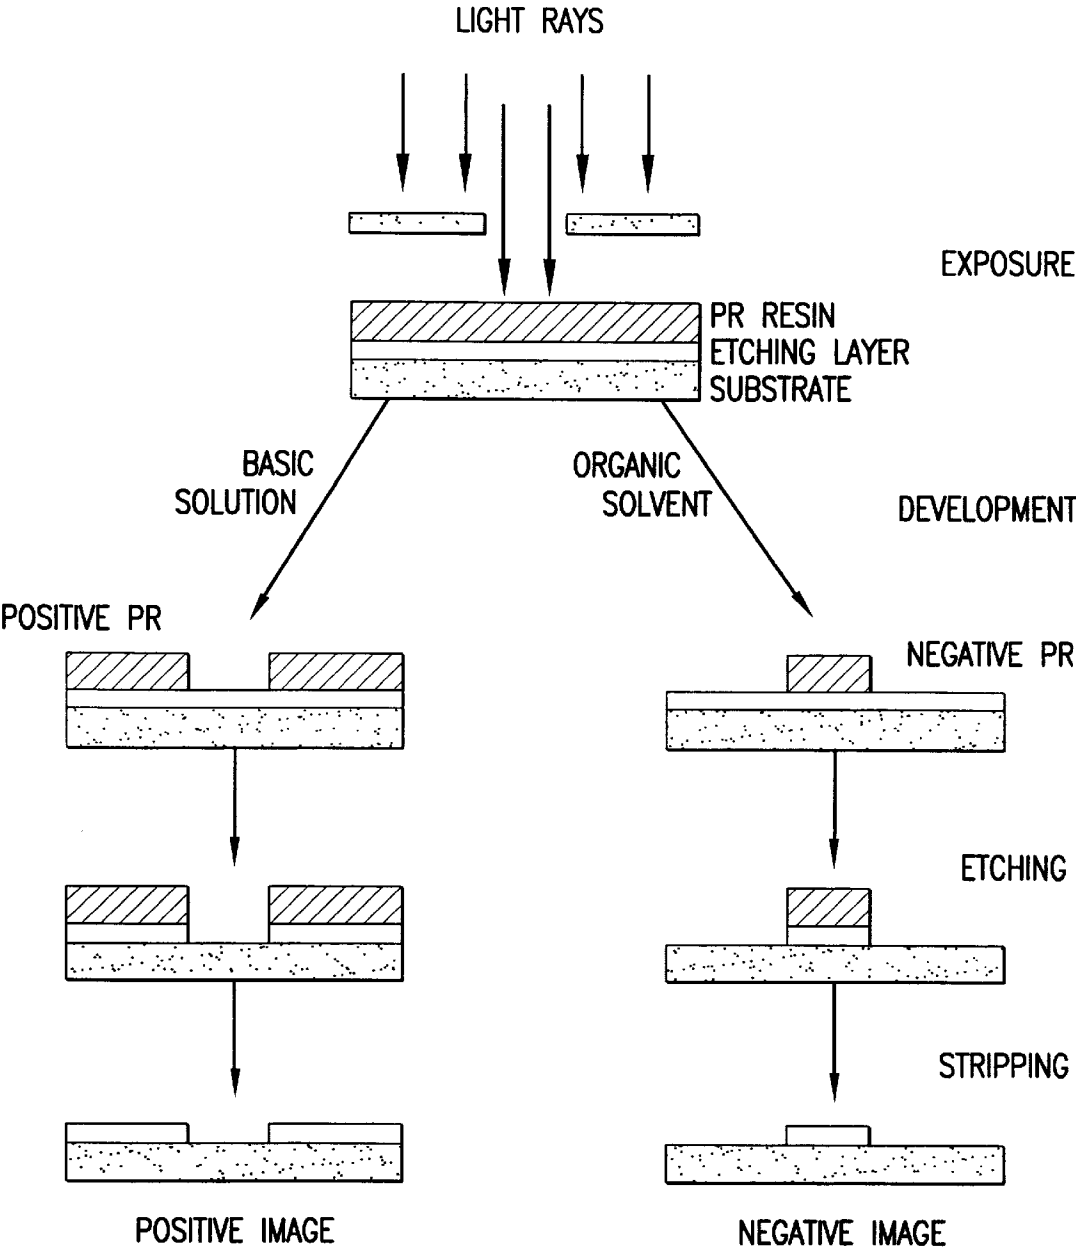 LIGHT RAYS
EXPOSURE
PR RESIN
ETCHING LAYER
SUBSTRATE
BASIC
SOLUTION
ORGANIC
SOLVENT
DEVELOPMENT
POSITIVE PR
NEGATIVE PR
ETCHING
STRIPPING
POSITIVE IMAGE
NEGATIVE IMAGE